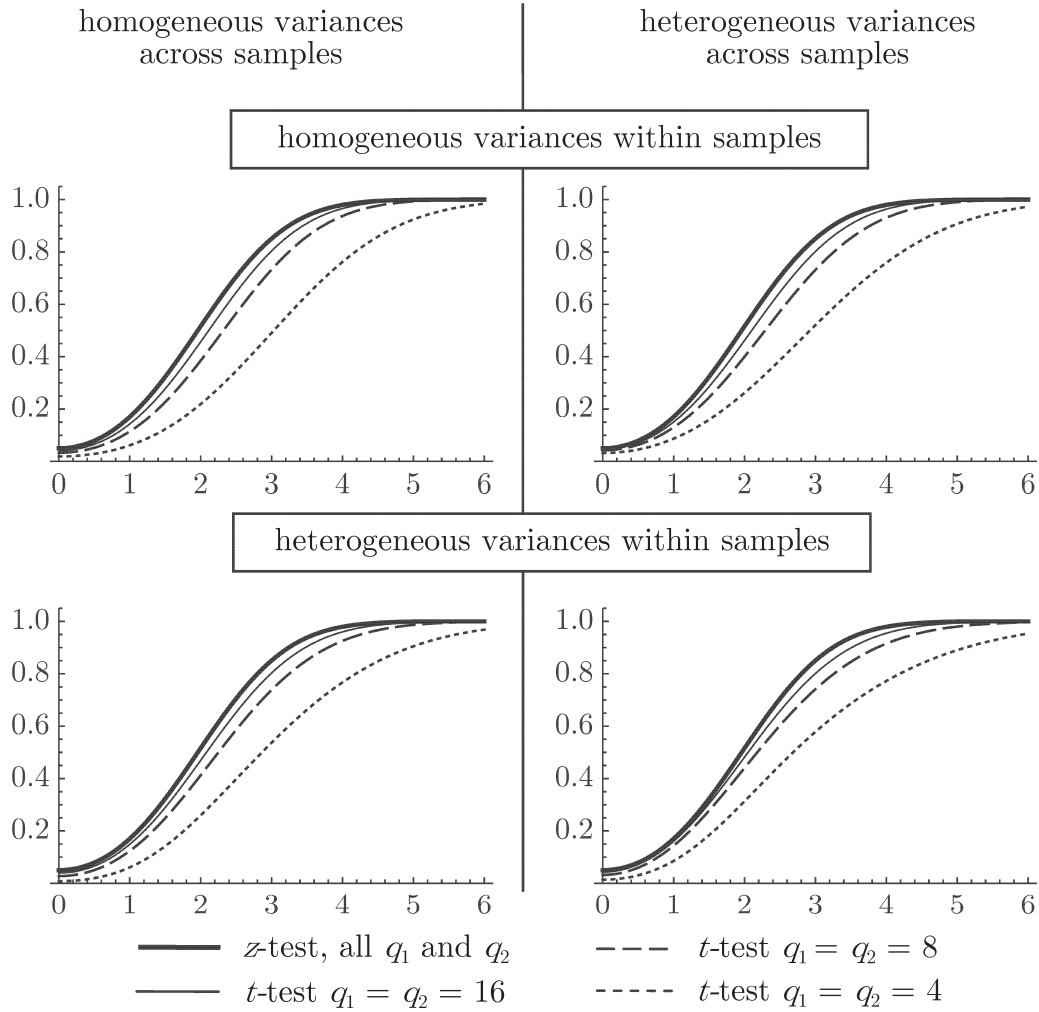 homogeneous variances
across samples
heterogeneous variances
across samples
homogeneous variances within samples
1.0
0.8
0.6
0.4
0.2
0 1 2 3 4 5 6
1.0
0.8
0.6
0.4
0.2
0 1 2 3 4 5 6
heterogeneous variances within samples
1.0
0.8
0.6
0.4
0.2
0 1 2 3 4 5 6
1.0
0.8
0.6
0.4
0.2
0 1 2 3 4 5 6
z-test, all q₁ and q₂
t-test q₁ = q₂ = 16
t-test q₁ = q₂ = 8
t-test q₁ = q₂ = 4